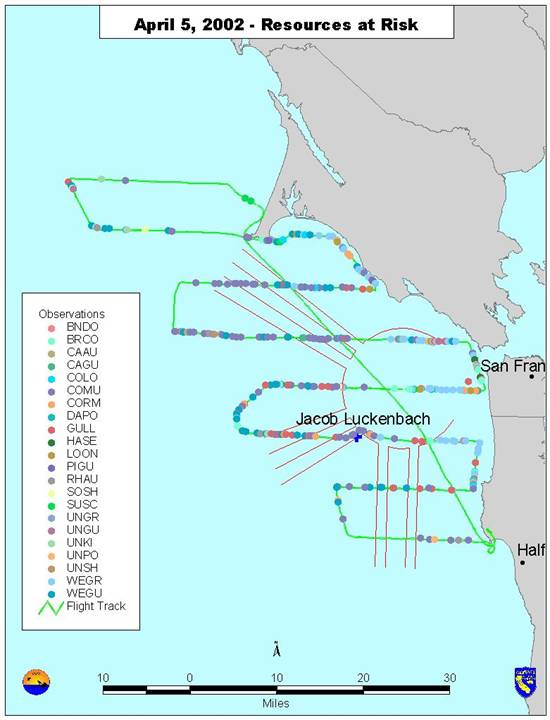 April 5, 2002 - Resources at Risk
San Fran
Jacob Luckenbach
Observations
BNDO
BRCO
CAAU
CAGU
COLO
COMU
CORM
DAPO
GULL
HASE
LOON
PIGU
RHAU
SOSH
SUSC
UNGR
UNGU
UNKI
UNPO
UNSH
WEGR
WEGU
Flight Track
Half
Ã
10 0 10 20 30
Miles